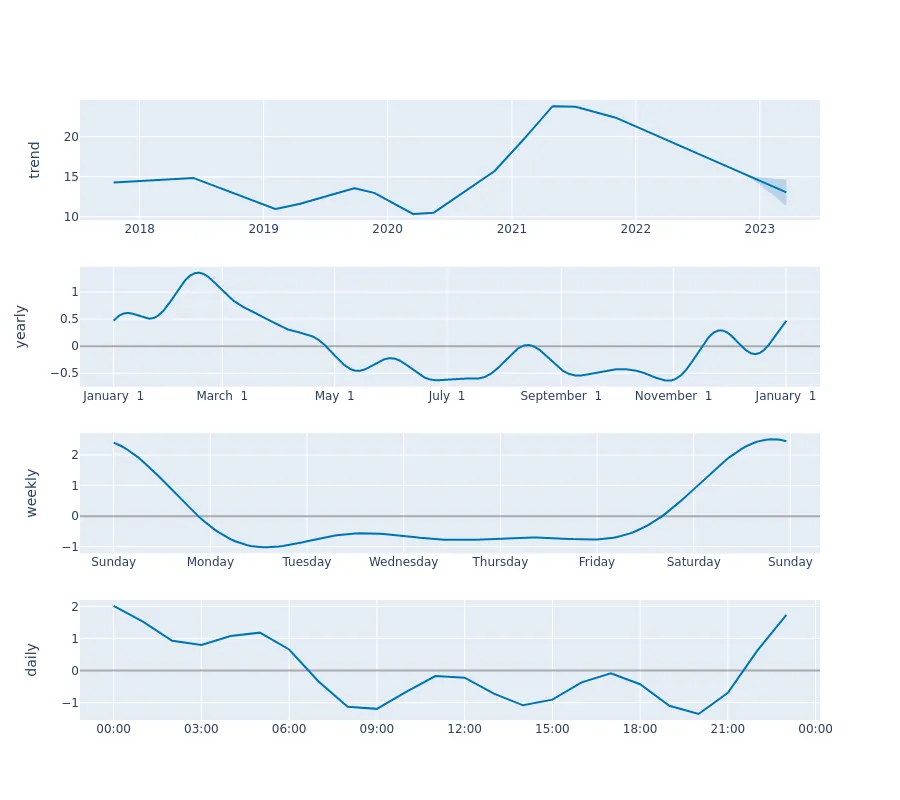 trend
20
15
10
2018 2019 2020 2021 2022 2023
yearly
1
0.5
0
−0.5
January 1 March 1 May 1 July 1 September 1 November 1 January 1
weekly
2
1
0
−1
Sunday Monday Tuesday Wednesday Thursday Friday Saturday Sunday
daily
2
1
0
−1
00:00 03:00 06:00 09:00 12:00 15:00 18:00 21:00 00:00